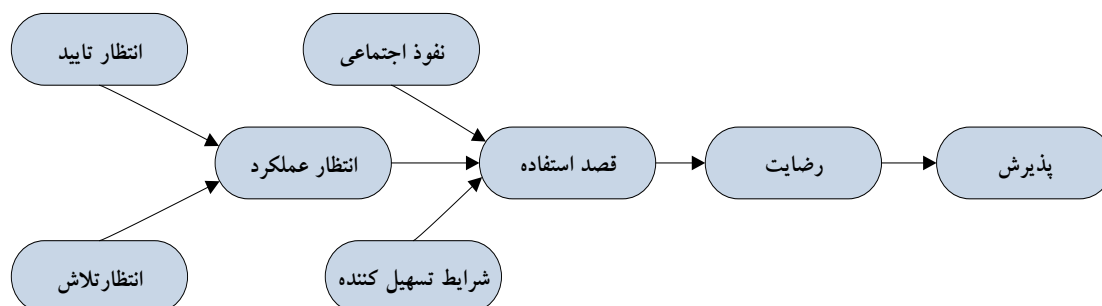 انتظار تایید
نفوذ اجتماعی
انتظار عملکرد
قصد استفاده
رضایت
پذیرش
انتظارتلاش
شرایط تسهیل کننده